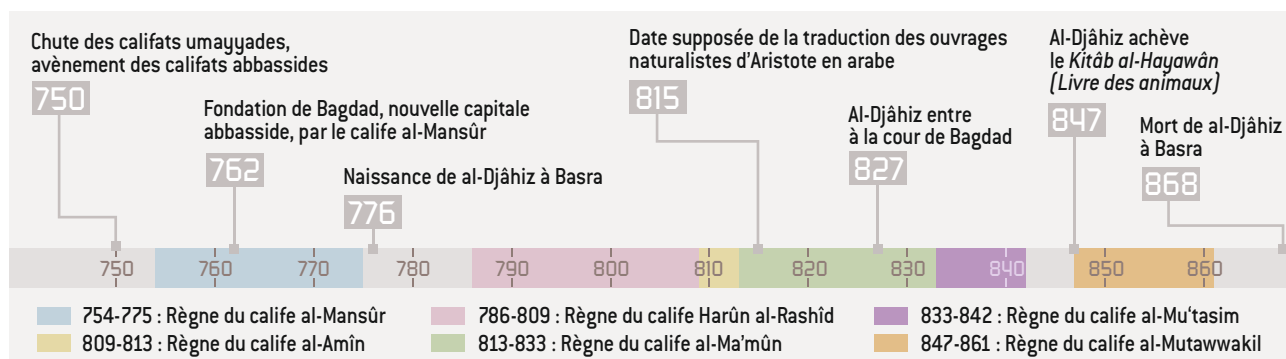 Chute des califats umayyades,
avènement des califats abbassides
750
Fondation de Bagdad, nouvelle capitale
abbasside, par le calife al-Mansûr
762
Naissance de al-Djâhiz à Basra
776
Date supposée de la traduction des ouvrages
naturalistes d'Aristote en arabe
815
Al-Djâhiz entre
à la cour de Bagdad
827
Al-Djâhiz achève
le Kitâb al-Hayawân
(Livre des animaux)
847
Mort de al-Djâhiz
à Basra
868
750 760 770 780 790 800 810 820 830 840 850 860
754-775 : Règne du calife al-Mansûr
786-809 : Règne du calife Harûn al-Rashîd
833-842 : Règne du calife al-Mu‘tasim
809-813 : Règne du calife al-Amîn
813-833 : Règne du calife al-Ma’mûn
847-861 : Règne du calife al-Mutawwakil